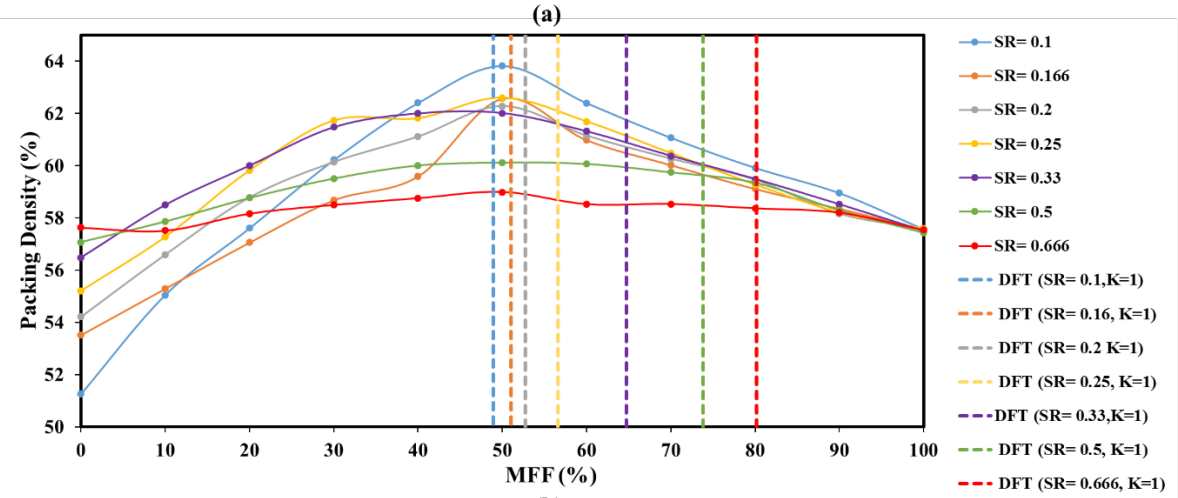 (a)
64
62
60
58
56
54
52
50
Packing Density (%)
0 10 20 30 40 50 60 70 80 90 100
MFF (%)
SR= 0.1
SR= 0.166
SR= 0.2
SR= 0.25
SR= 0.33
SR= 0.5
SR= 0.666
DFT (SR= 0.1,K=1)
DFT (SR= 0.16, K=1)
DFT (SR= 0.2 K=1)
DFT (SR= 0.25, K=1)
DFT (SR= 0.33,K=1)
DFT (SR= 0.5, K=1)
DFT (SR= 0.666, K=1)